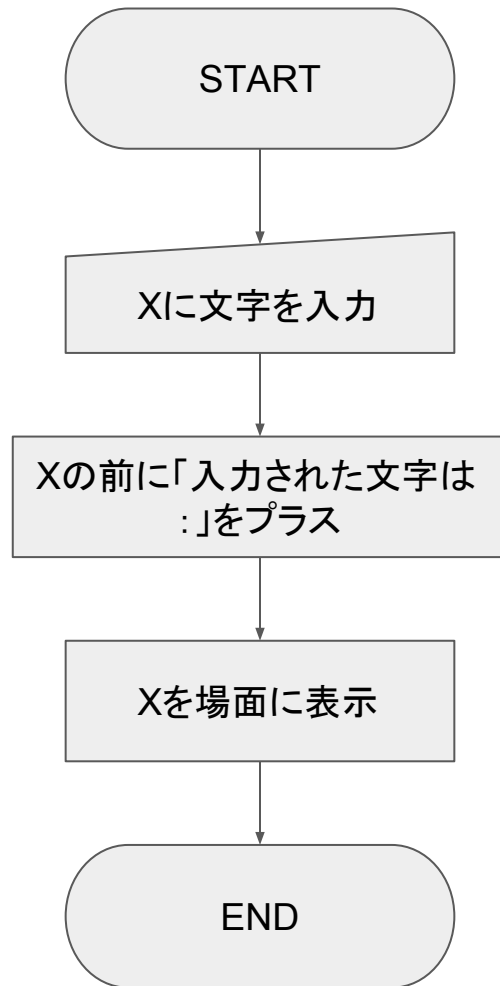 START
Xに文字を入力
Xの前に「入力された文字は
：」をプラス
Xを場面に表示
END